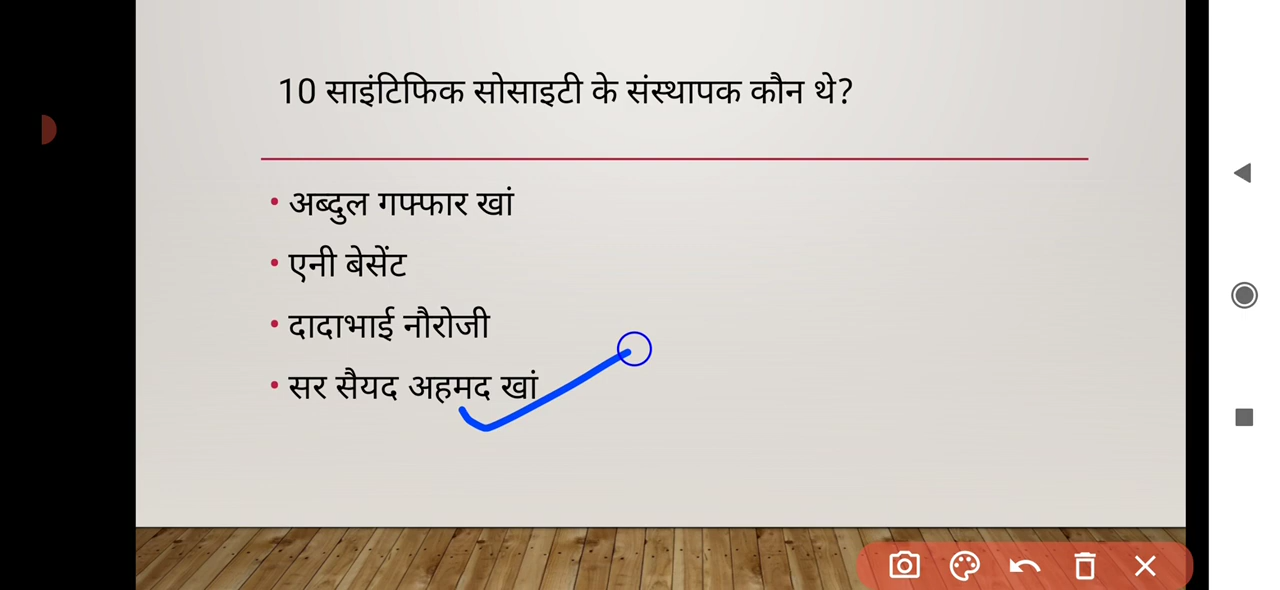 10 साइंटिफिक सोसाइटी के संस्थापक कौन थे?
• अब्दुल गफ्फार खां
• एनी बेसेंट
• दादाभाई नौरोजी
• सर सैयद अहमद खां